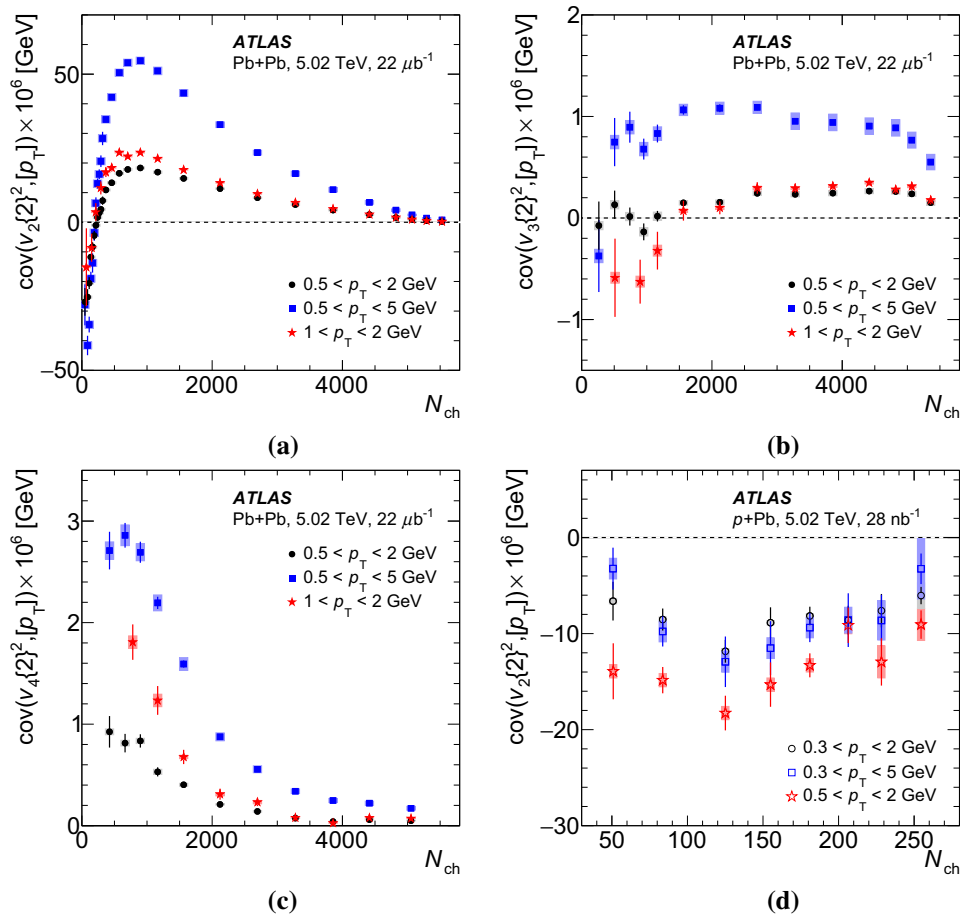 cov(v₂{2}²,[p_T])×10⁶ [GeV]
50
0
−50
ATLAS
Pb+Pb, 5.02 TeV, 22 μb⁻¹
0.5 < p_T < 2 GeV
0.5 < p_T < 5 GeV
1 < p_T < 2 GeV
0 2000 4000
N_ch
(a)
cov(v₃{2}²,[p_T])×10⁶ [GeV]
2
1
0
−1
ATLAS
Pb+Pb, 5.02 TeV, 22 μb⁻¹
0.5 < p_T < 2 GeV
0.5 < p_T < 5 GeV
1 < p_T < 2 GeV
0 2000 4000
N_ch
(b)
cov(v₄{2}²,[p_T])×10⁶ [GeV]
3
2
1
0
ATLAS
Pb+Pb, 5.02 TeV, 22 μb⁻¹
0.5 < p_T < 2 GeV
0.5 < p_T < 5 GeV
1 < p_T < 2 GeV
0 2000 4000
N_ch
(c)
cov(v₂{2}²,[p_T])×10⁶ [GeV]
0
−10
−20
−30
ATLAS
p+Pb, 5.02 TeV, 28 nb⁻¹
0.3 < p_T < 2 GeV
0.3 < p_T < 5 GeV
0.5 < p_T < 2 GeV
50 100 150 200 250
N_ch
(d)